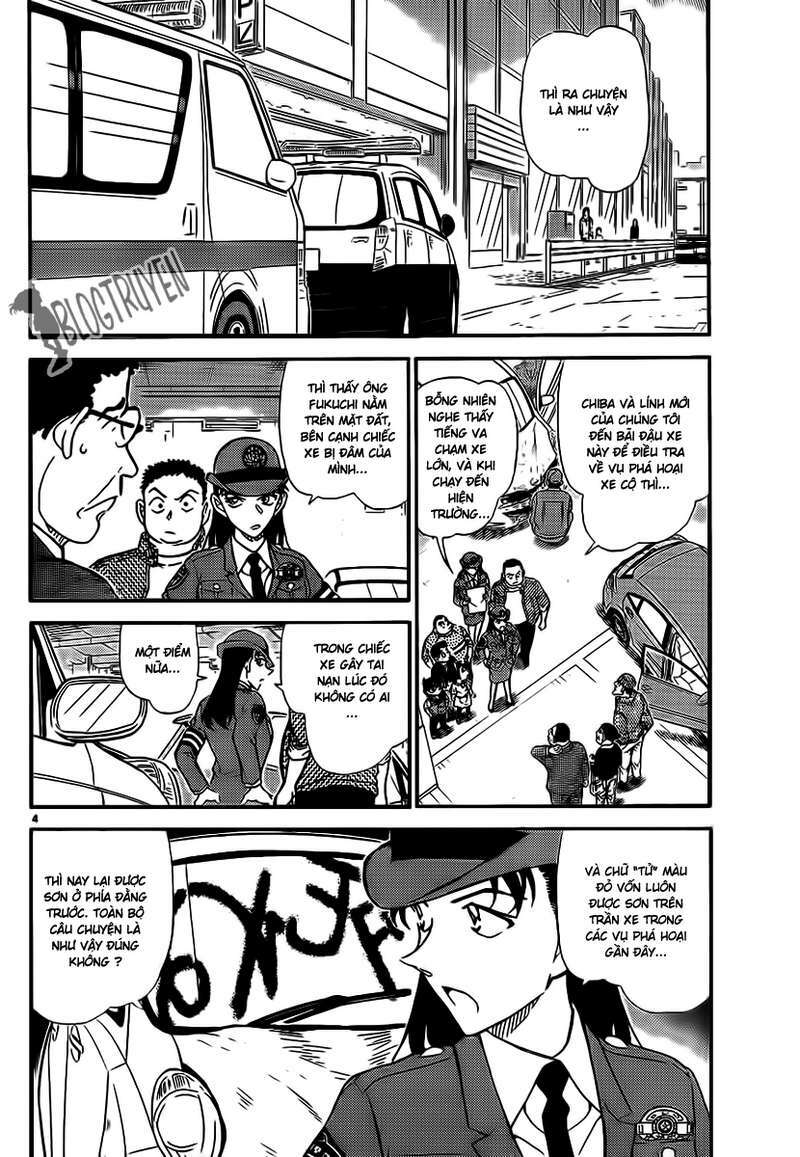 PZ
THÌ RA CHUYỆN
LÀ NHƯ VẬY
...
BLOGTRUYEN
CHIBA VÀ LÍNH MỚI
CỦA CHÚNG TÔI
ĐẾN BÃI ĐẬU XE
NÀY ĐỂ ĐIỀU TRA
VỀ VỤ PHÁ HOẠI
XE CỘ THÌ...
BỖNG NHIÊN
NGHE THẤY
TIẾNG VA
CHẠM XE
LỚN, VÀ KHI
CHẠY ĐẾN
HIỆN
TRƯỜNG...
THÌ THẤY ÔNG
FUKUCHI NẰM
TRÊN MẶT ĐẤT,
BÊN CẠNH CHIẾC
XE BỊ ĐÂM CỦA
MÌNH...
TRONG CHIẾC
XE GÂY TAI
NẠN LÚC ĐÓ
KHÔNG CÓ AI
...
MỘT ĐIỂM
NỮA...
4
VÀ CHỮ "TỬ" MÀU
ĐỎ VỐN LUÔN
ĐƯỢC SƠN TRÊN
TRẦN XE TRONG
CÁC VỤ PHÁ HOẠI
GẦN ĐÂY...
THÌ NAY LẠI ĐƯỢC
SƠN Ở PHÍA ĐẰNG
TRƯỚC. TOÀN BỘ
CÂU CHUYỆN LÀ
NHƯ VẬY ĐÚNG
KHÔNG ?